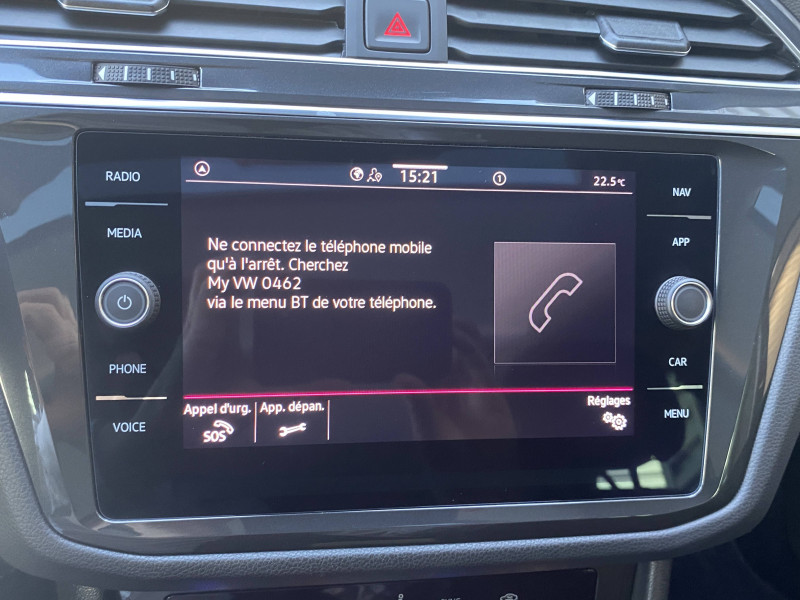 RADIO
MEDIA
PHONE
VOICE
15:21
1
22.5°C
Ne connectez le téléphone mobile
qu'à l'arrêt. Cherchez
My VW 0462
via le menu BT de votre téléphone.
Appel d'urg.
SOS
App. dépan.
Réglages
NAV
APP
CAR
MENU